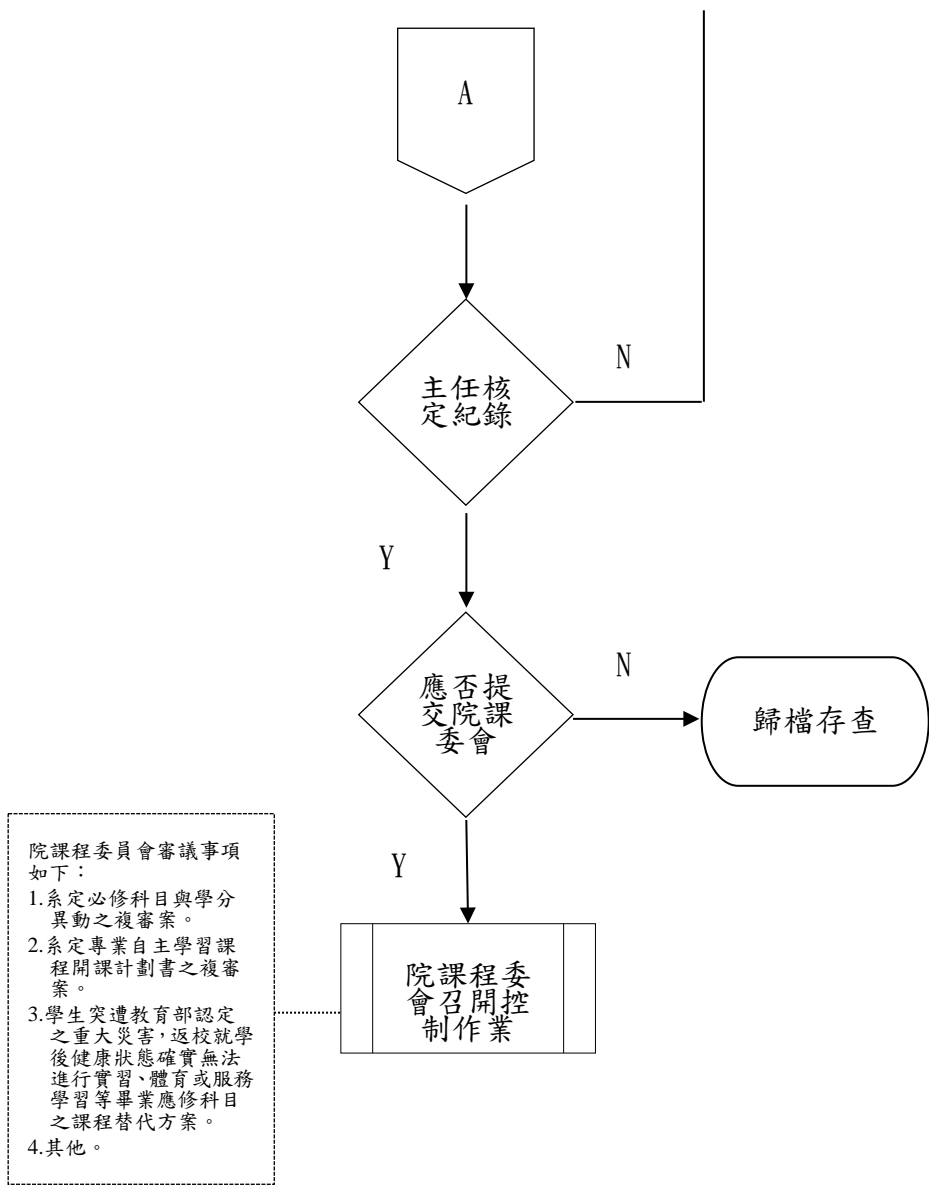 A
主任核
定紀錄
N
Y
應否提
交院課
委會
N
歸檔存查
Y
院課程委員會審議事項
如下：
1.系定必修科目與學分
異動之複審案。
2.系定專業自主學習課
程開課計劃書之複審
案。
3.學生突遭教育部認定
之重大災害，返校就學
後健康狀態確實無法
進行實習、體育或服務
學習等畢業應修科目
之課程替代方案。
4.其他。
院課程委
會召開控
制作業